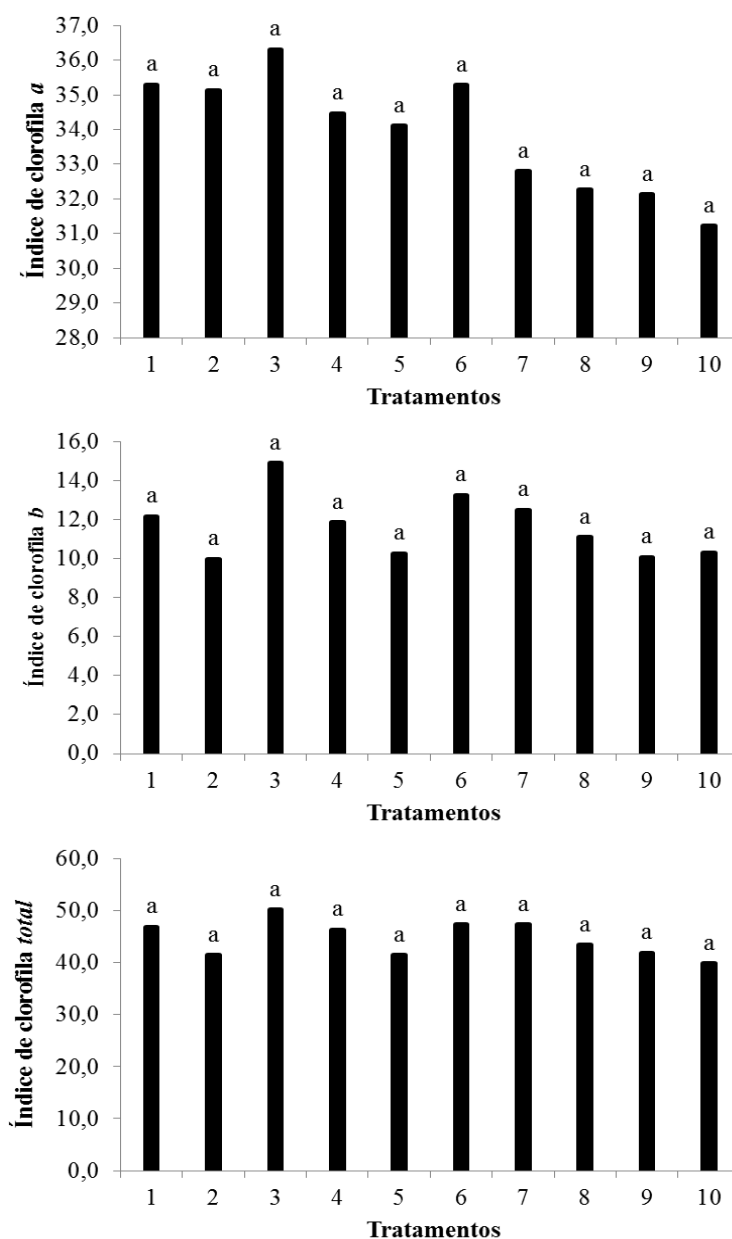 37,0
36,0
35,0
34,0
33,0
32,0
31,0
30,0
29,0
28,0
Índice de clorofila a
a a a a a a a a a a
1 2 3 4 5 6 7 8 9 10
Tratamentos
16,0
14,0
12,0
10,0
8,0
6,0
4,0
2,0
0,0
Índice de clorofila b
a a a a a a a a a a
1 2 3 4 5 6 7 8 9 10
Tratamentos
60,0
50,0
40,0
30,0
20,0
10,0
0,0
Índice de clorofila total
a a a a a a a a a a
1 2 3 4 5 6 7 8 9 10
Tratamentos